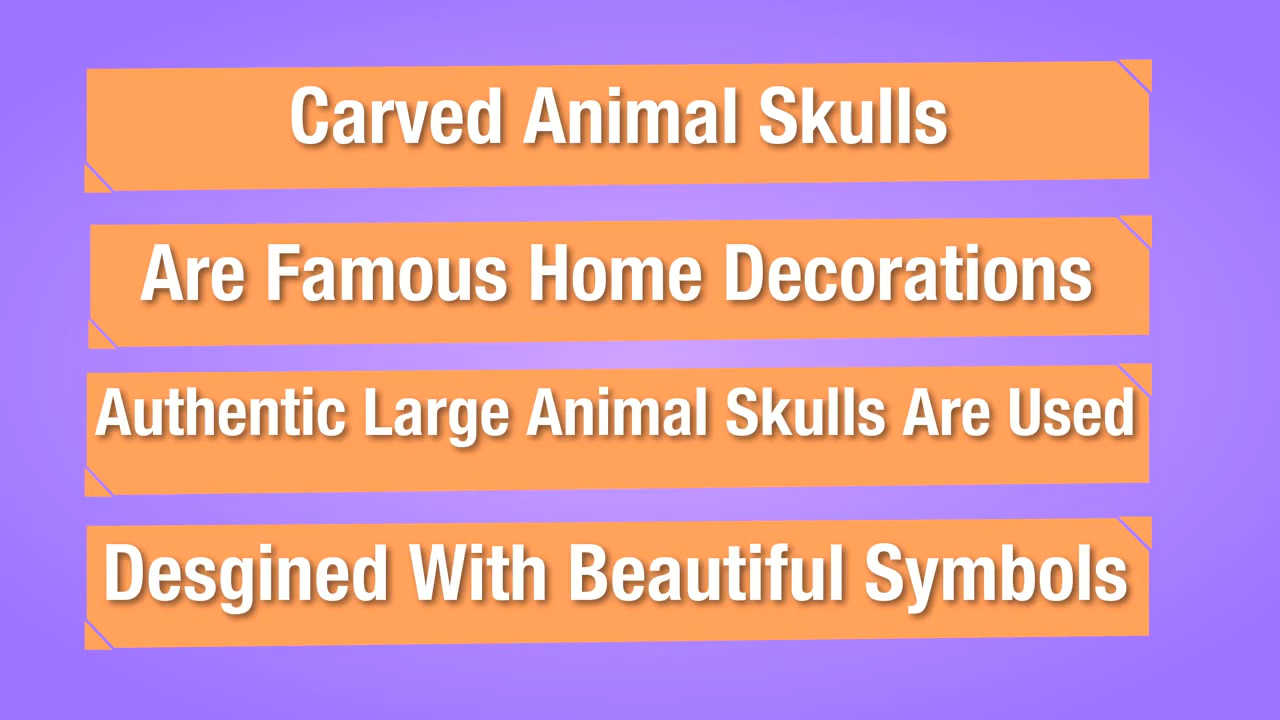 Carved Animal Skulls
Are Famous Home Decorations
Authentic Large Animal Skulls Are Used
Desgined With Beautiful Symbols